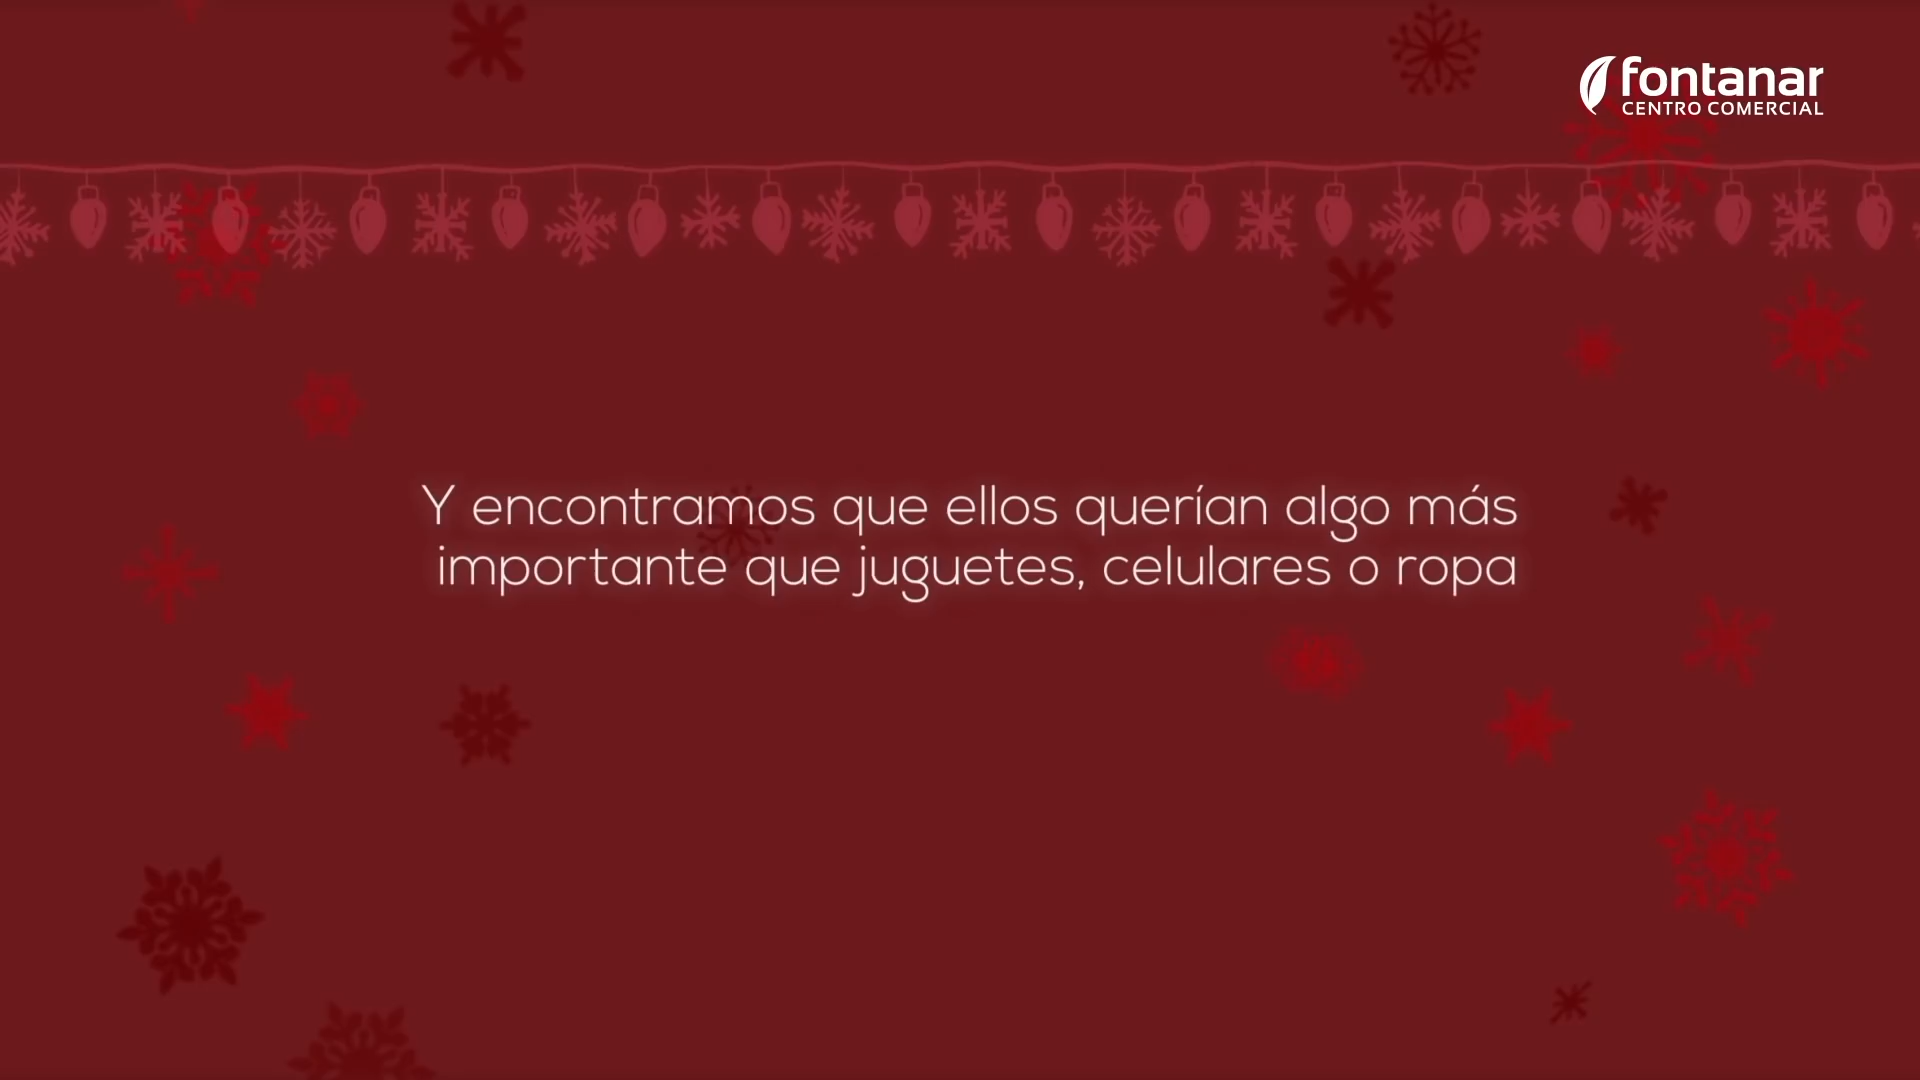 fontanar
CENTRO COMERCIAL
Y encontramos que ellos querían algo más
importante que juguetes, celulares o ropa